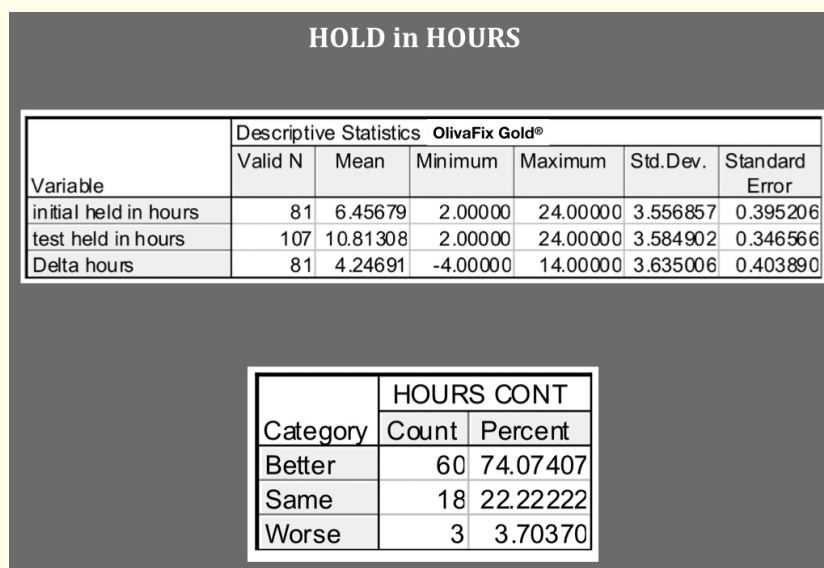 HOLD in HOURS
Descriptive Statistics OlivaFix Gold®
Variable Valid N Mean Minimum Maximum Std.Dev. Standard Error
initial held in hours 81 6.45679 2.00000 24.00000 3.556857 0.395206
test held in hours 107 10.81308 2.00000 24.00000 3.584902 0.346566
Delta hours 81 4.24691 -4.00000 14.00000 3.635006 0.403890
HOURS CONT
Category Count Percent
Better 60 74.07407
Same 18 22.22222
Worse 3 3.70370